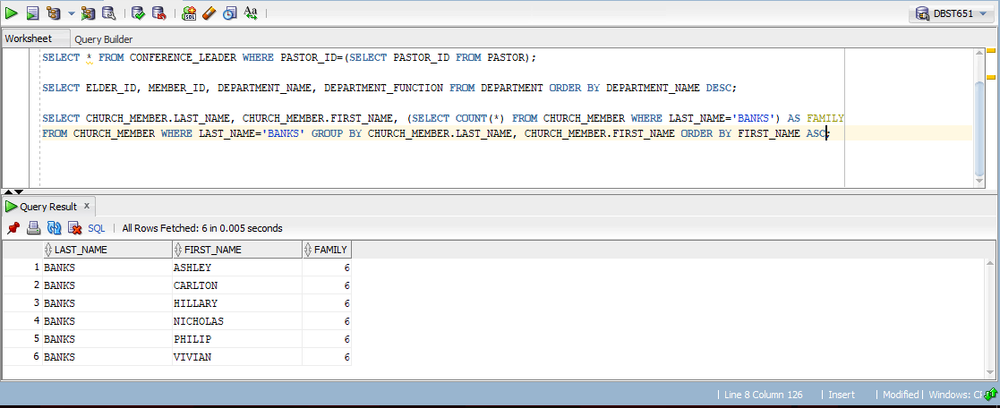 SQL
Aa
DBST651
Worksheet Query Builder
SELECT * FROM CONFERENCE_LEADER WHERE PASTOR_ID=(SELECT PASTOR_ID FROM PASTOR);
SELECT ELDER_ID, MEMBER_ID, DEPARTMENT_NAME, DEPARTMENT_FUNCTION FROM DEPARTMENT ORDER BY DEPARTMENT_NAME DESC;
SELECT CHURCH_MEMBER.LAST_NAME, CHURCH_MEMBER.FIRST_NAME, (SELECT COUNT(*) FROM CHURCH_MEMBER WHERE LAST_NAME='BANKS') AS FAMILY
FROM CHURCH_MEMBER WHERE LAST_NAME='BANKS' GROUP BY CHURCH_MEMBER.LAST_NAME, CHURCH_MEMBER.FIRST_NAME ORDER BY FIRST_NAME ASC;
Query Result x
SQL | All Rows Fetched: 6 in 0.005 seconds
LAST_NAME FIRST_NAME FAMILY
1 BANKS ASHLEY 6
2 BANKS CARLTON 6
3 BANKS HILLARY 6
4 BANKS NICHOLAS 6
5 BANKS PHILIP 6
6 BANKS VIVIAN 6
| Line 8 Column 126 | Insert | Modified | Windows: